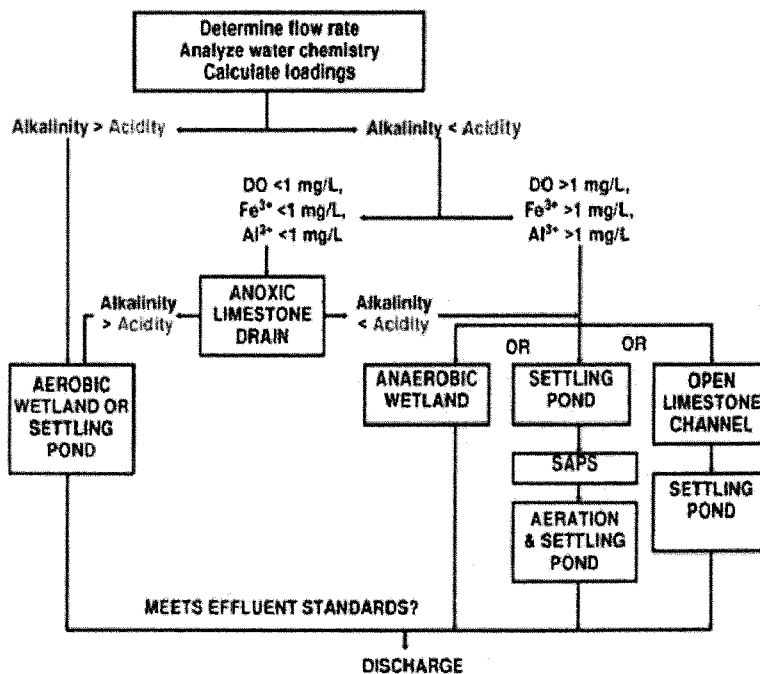 Determine flow rate
Analyze water chemistry
Calculate loadings
Alkalinity > Acidity
Alkalinity < Acidity
DO <1 mg/L,
Fe³⁺ <1 mg/L,
Al³⁺ <1 mg/L
DO >1 mg/L,
Fe³⁺ >1 mg/L,
Al³⁺ >1 mg/L
Alkalinity
> Acidity
ANOXIC
LIMESTONE
DRAIN
Alkalinity
< Acidity
OR
OR
AEROBIC
WETLAND OR
SETTLING
POND
ANAEROBIC
WETLAND
SETTLING
POND
OPEN
LIMESTONE
CHANNEL
SAPS
SETTLING
POND
AERATION
& SETTLING
POND
MEETS EFFLUENT STANDARDS?
DISCHARGE